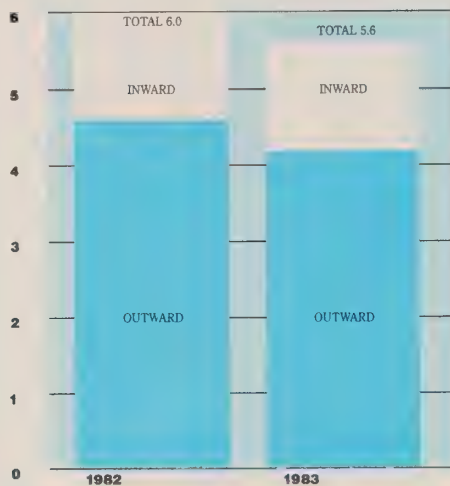 6
TOTAL 6.0
TOTAL 5.6
5
INWARD
INWARD
4
3
2
OUTWARD
OUTWARD
1
0
1982
1983